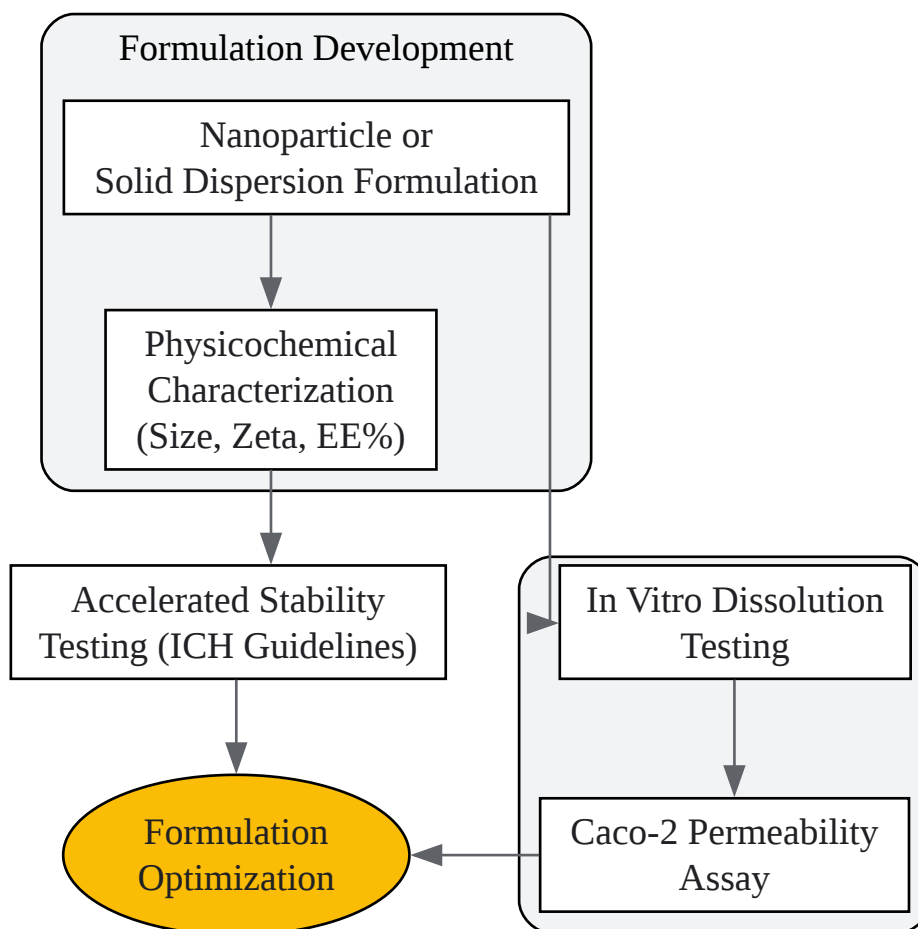 Formulation Development
Nanoparticle or
Solid Dispersion Formulation
Physicochemical
Characterization
(Size, Zeta, EE%)
Accelerated Stability
Testing (ICH Guidelines)
In Vitro Dissolution
Testing
Formulation
Optimization
Caco-2 Permeability
Assay